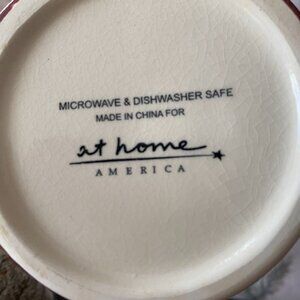 MICROWAVE & DISHWASHER SAFE
MADE IN CHINA FOR
at home
AMERICA